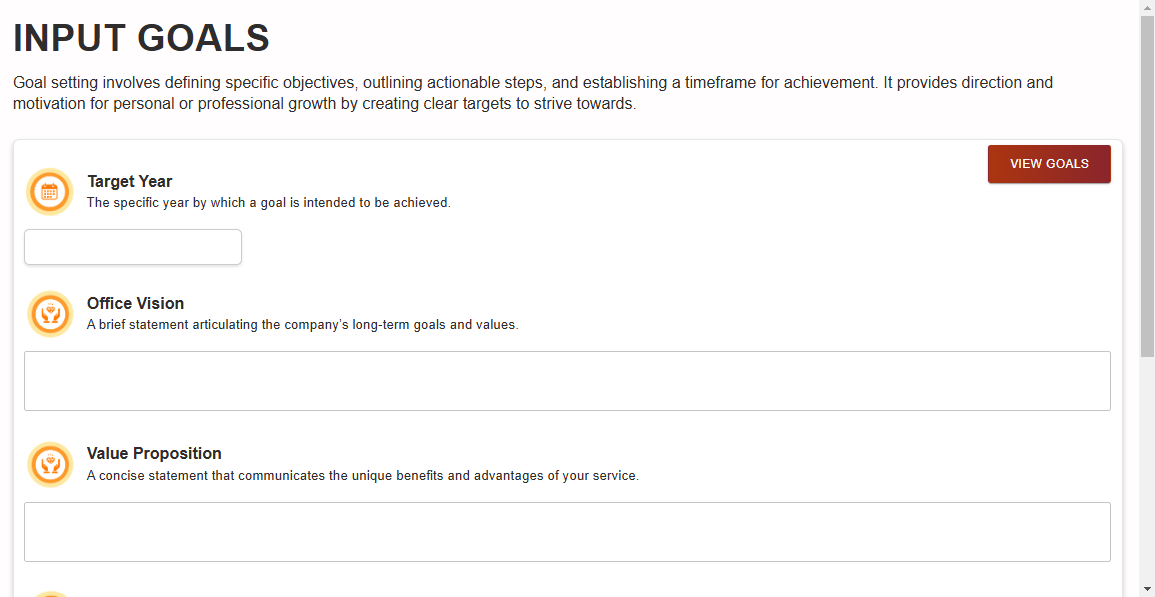 INPUT GOALS
Goal setting involves defining specific objectives, outlining actionable steps, and establishing a timeframe for achievement. It provides direction and
motivation for personal or professional growth by creating clear targets to strive towards.
VIEW GOALS
Target Year
The specific year by which a goal is intended to be achieved.
Office Vision
A brief statement articulating the company’s long-term goals and values.
Value Proposition
A concise statement that communicates the unique benefits and advantages of your service.